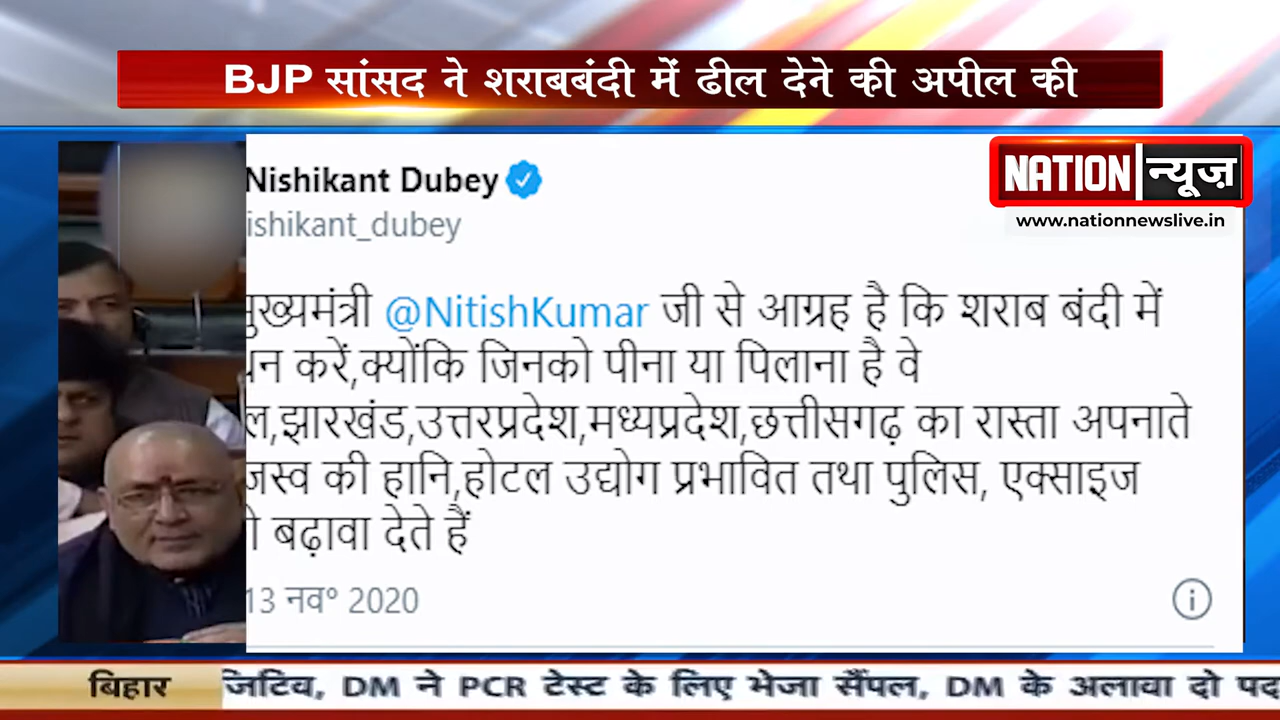 BJP सांसद ने शराबबंदी में ढील देने की अपील की
NATION न्यूज़
www.nationnewslive.in
Nishikant Dubey
ishikant_dubey
मुख्यमंत्री @NitishKumar जी से आग्रह है कि शराब बंदी में
करें,क्योंकि जिनको पीना या पिलाना है वे
ल,झारखंड,उत्तरप्रदेश,मध्यप्रदेश,छत्तीसगढ़ का रास्ता अपनाते
जस्व की हानि,होटल उद्योग प्रभावित तथा पुलिस, एक्साइज
बढ़ावा देते हैं
13 नव° 2020
बिहार
जिटिव, DM ने PCR टेस्ट के लिए भेजा सैंपल, DM के अलावा दो पद